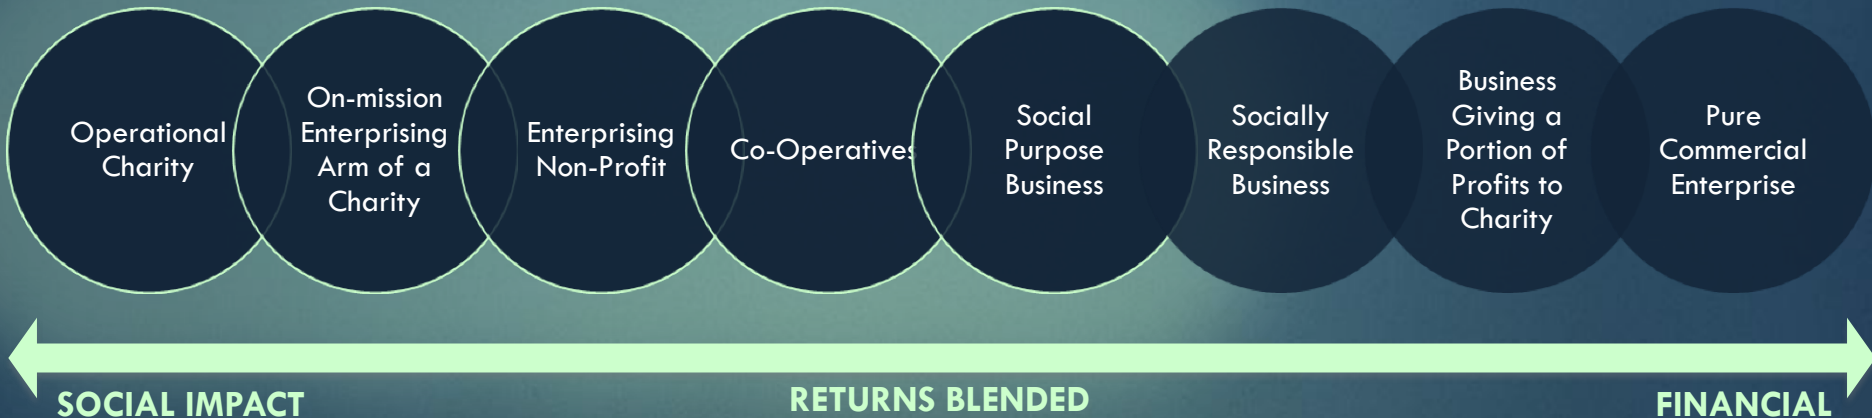 Operational
Charity
On-mission
Enterprising
Arm of a
Charity
Enterprising
Non-Profit
Co-Operatives
Social
Purpose
Business
Socially
Responsible
Business
Business
Giving a
Portion of
Profits to
Charity
Pure
Commercial
Enterprise
SOCIAL IMPACT
RETURNS BLENDED
FINANCIAL